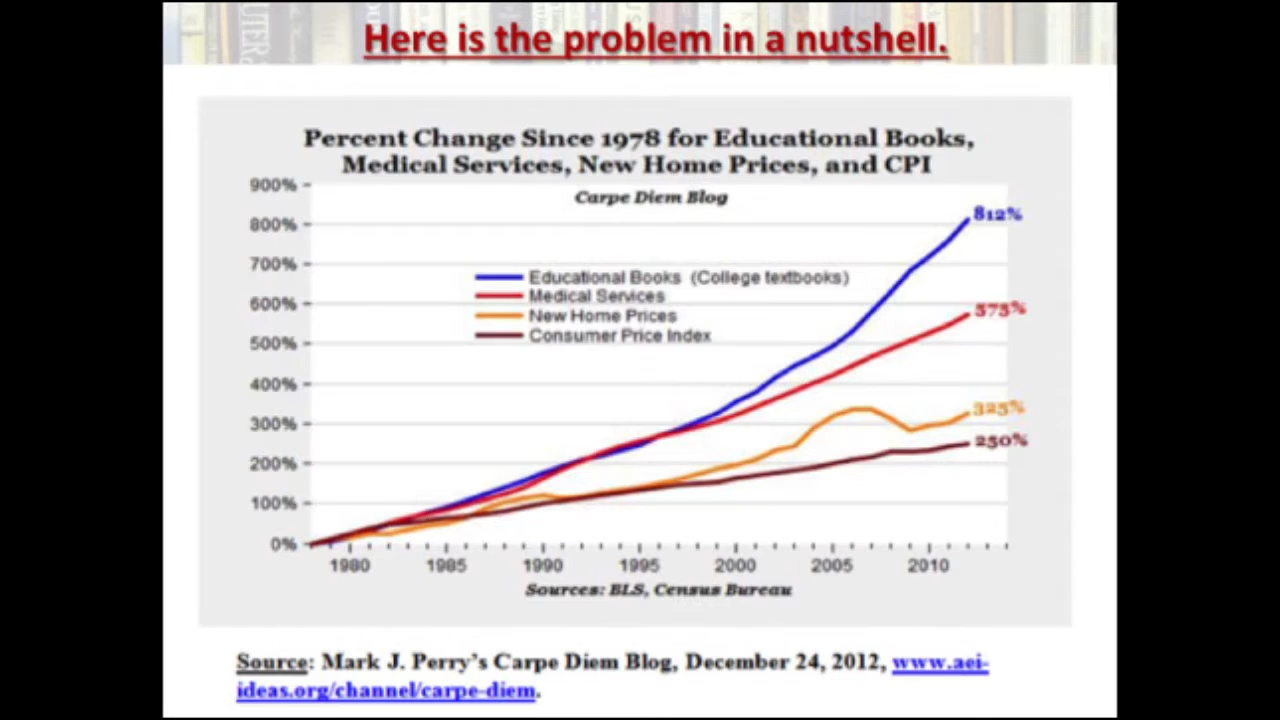 Here is the problem in a nutshell.
Percent Change Since 1978 for Educational Books,
Medical Services, New Home Prices, and CPI
Carpe Diem Blog
900%
800%
700%
600%
500%
400%
300%
200%
100%
0%
812%
575%
325%
250%
Educational Books (College textbooks)
Medical Services
New Home Prices
Consumer Price Index
1980 1985 1990 1995 2000 2005 2010
Sources: BLS, Census Bureau
Source: Mark J. Perry's Carpe Diem Blog, December 24, 2012, www.aei-
ideas.org/channel/carpe-diem.